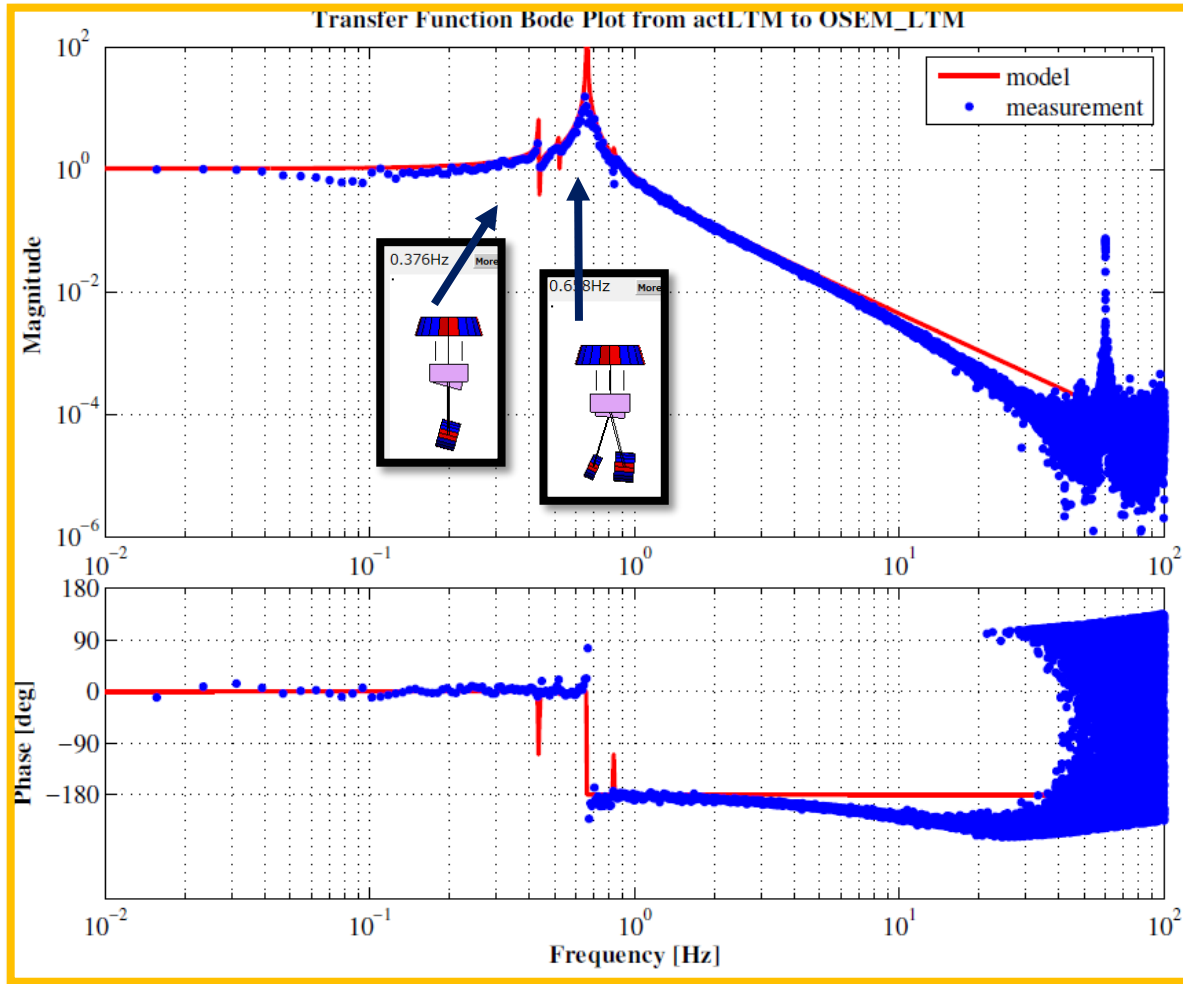 Transfer Function Bode Plot from actLTM to OSEM_LTM
10²
10⁰
10⁻²
10⁻⁴
10⁻⁶
Magnitude
model
measurement
0.376Hz
More
0.658Hz
More
10⁻²
10⁻¹
10⁰
10¹
10²
180
90
0
−90
−180
Phase [deg]
10⁻²
10⁻¹
10⁰
10¹
10²
Frequency [Hz]